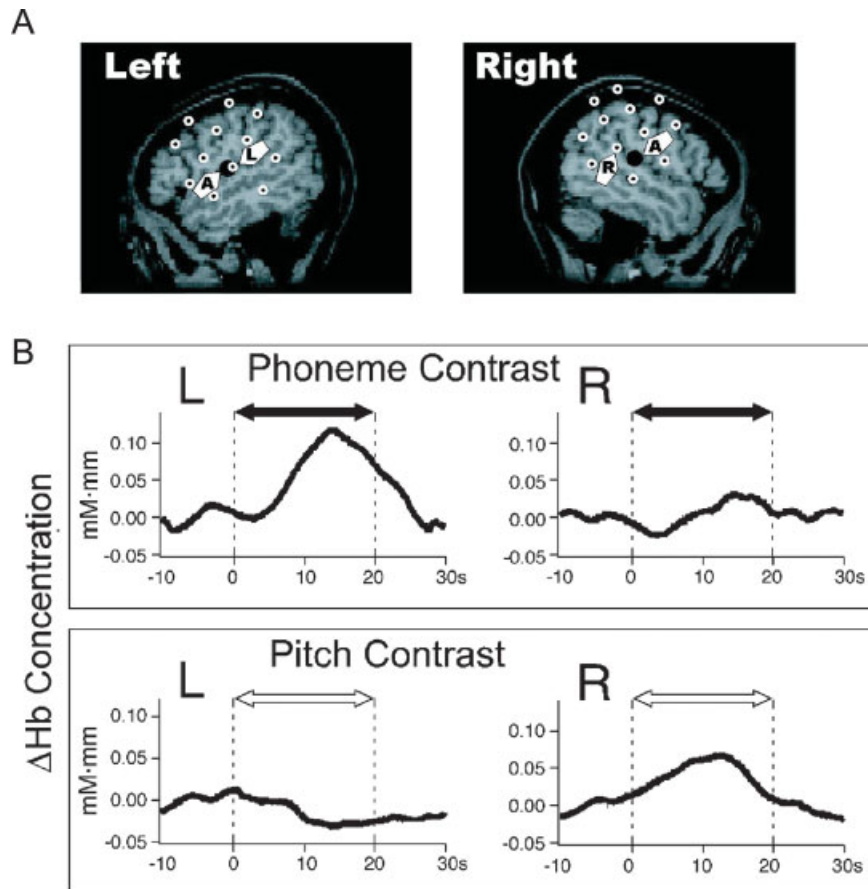 A
Left
Right
L
A
A
R
B
Phoneme Contrast
L
R
0.10
0.05
0.00
-0.05
mM·mm
-10 0 10 20 30s
0.10
0.05
0.00
-0.05
-10 0 10 20 30s
Pitch Contrast
L
R
0.10
0.05
0.00
-0.05
mM·mm
-10 0 10 20 30s
0.10
0.05
0.00
-0.05
-10 0 10 20 30s
ΔHb Concentration